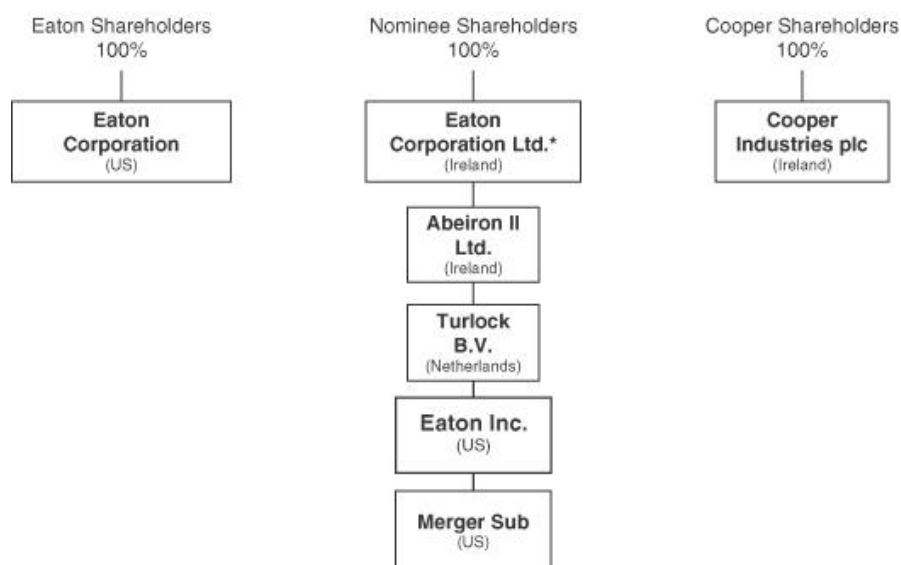 Eaton Shareholders
100%
Eaton
Corporation
(US)
Nominee Shareholders
100%
Eaton
Corporation Ltd.*
(Ireland)
Abeiron II
Ltd.
(Ireland)
Turlock
B.V.
(Netherlands)
Eaton Inc.
(US)
Merger Sub
(US)
Cooper Shareholders
100%
Cooper
Industries plc
(Ireland)